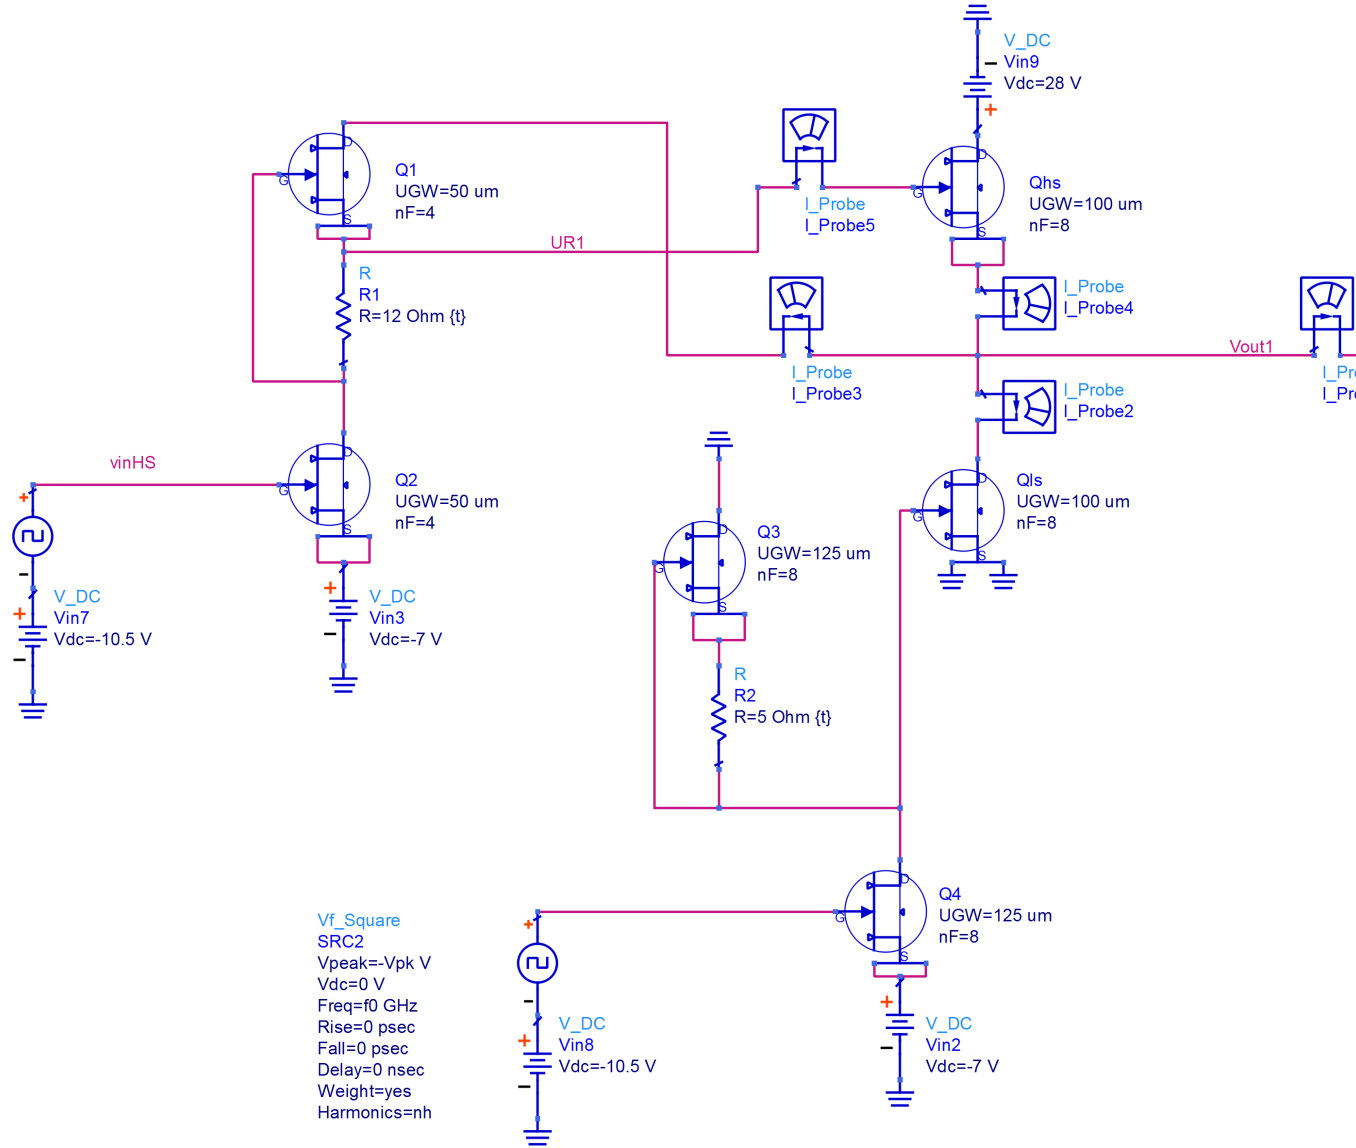 V_DC
Vin9
Vdc=28 V
D
G
S
Q1
UGW=50 um
nF=4
I_Probe
I_Probe5
D
G
S
Qhs
UGW=100 um
nF=8
UR1
R
R1
R=12 Ohm {t}
I_Probe
I_Probe4
I_Probe
I_Probe3
Vout1
I_Pr
I_Pr
I_Probe
I_Probe2
vinHS
D
G
S
Q2
UGW=50 um
nF=4
D
G
S
Qls
UGW=100 um
nF=8
D
G
S
Q3
UGW=125 um
nF=8
V_DC
Vin7
Vdc=-10.5 V
V_DC
Vin3
Vdc=-7 V
R
R2
R=5 Ohm {t}
D
G
S
Q4
UGW=125 um
nF=8
Vf_Square
SRC2
Vpeak=-Vpk V
Vdc=0 V
Freq=f0 GHz
Rise=0 psec
Fall=0 psec
Delay=0 nsec
Weight=yes
Harmonics=nh
V_DC
Vin8
Vdc=-10.5 V
V_DC
Vin2
Vdc=-7 V